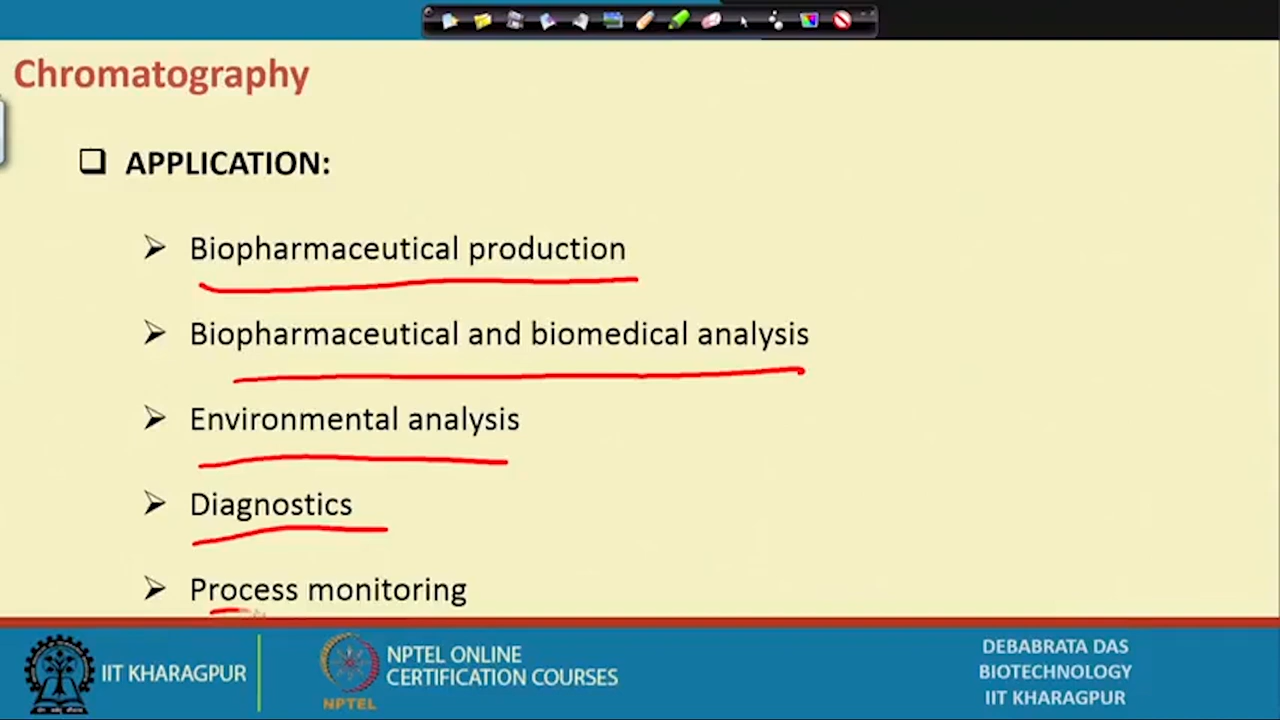 Chromatography
APPLICATION:
Biopharmaceutical production
Biopharmaceutical and biomedical analysis
Environmental analysis
Diagnostics
Process monitoring
IIT KHARAGPUR
NPTEL
NPTEL ONLINE
CERTIFICATION COURSES
DEBABRATA DAS
BIOTECHNOLOGY
IIT KHARAGPUR